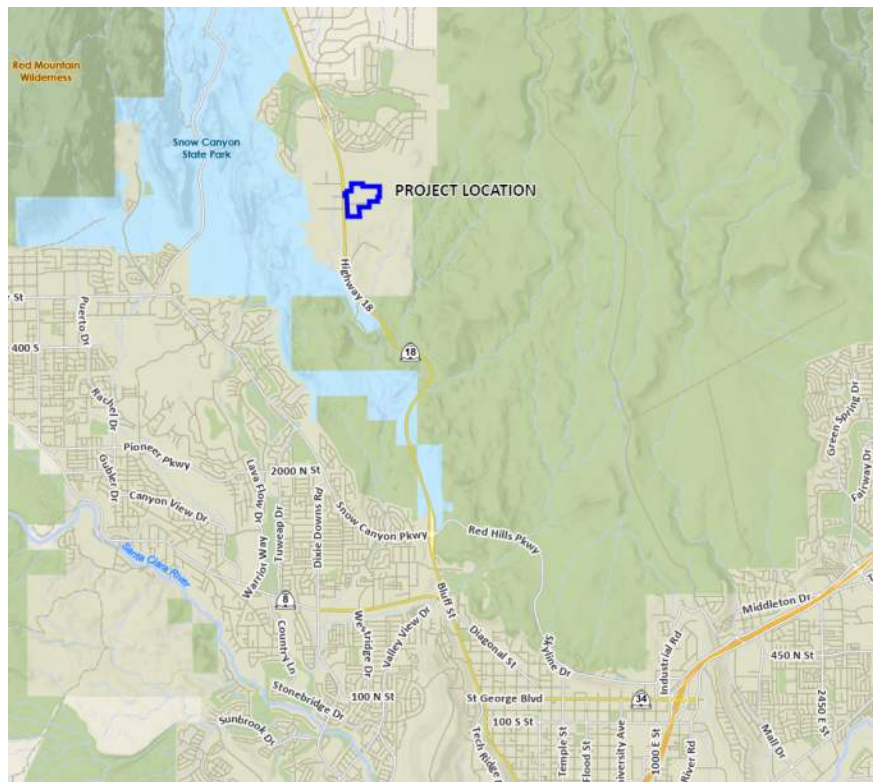 Red Mountain
Wilderness
Snow Canyon
State Park
PROJECT LOCATION
Highway 18
y St
Puerto Dr
400 S
18
Rachel Dr
Green Spring Dr
Fairway Dr
Pioneer Pkwy
Gubler Dr
2000 N St
Lava Flow Dr
Canyon View Dr
Tuweap Dr
Dixie Downs Rd
Snow Canyon Pkwy
Red Hills Pkwy
Santa Clara River
Warrior Way
8
Bluff St
Middleton Dr
Country Ln
Westridge Dr
Valley View Dr
Diagonal St
Skyline Dr
Industrial Rd
450 N St
100 N St
Stonebridge Dr
St George Blvd
34
2450 E St
Sunbrook Dr
100 S St
Tech Ridge
Temple St
Flood St
iversity Ave
1000 E St
River Rd
Mall Dr